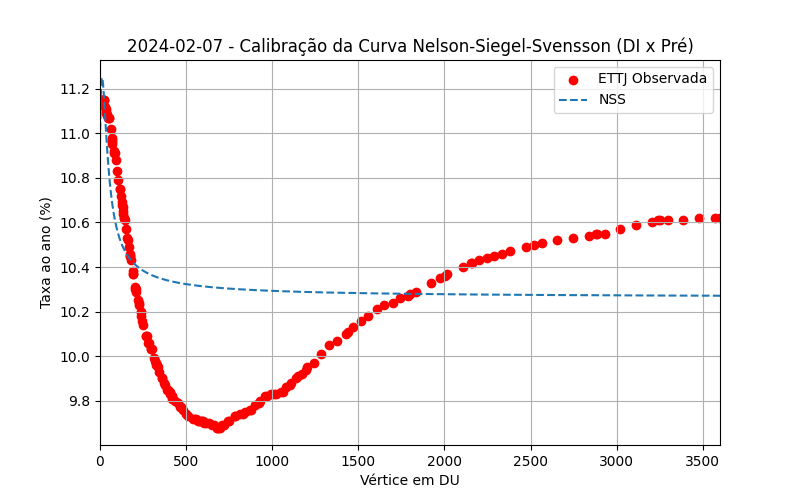 2024-02-07 - Calibração da Curva Nelson-Siegel-Svensson (DI x Pré)
ETTJ Observada
NSS
Taxa ao ano (%)
11.2
11.0
10.8
10.6
10.4
10.2
10.0
9.8
0 500 1000 1500 2000 2500 3000 3500
Vértice em DU